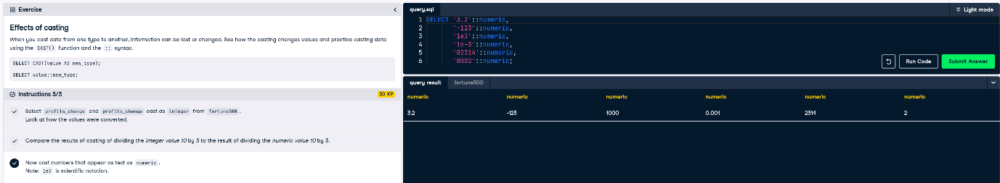 Exercise
Effects of casting
When you cast data from one type to another, information can be lost or changed. See how the casting changes values and practice casting data
using the CAST() function and the :: syntax.
SELECT CAST(value AS new_type);
SELECT value::new_type;
Instructions 3/3
30 XP
Select profits_change and profits_change cast as integer from fortune500.
Look at how the values were converted.
Compare the results of casting of dividing the integer value 10 by 3 to the result of dividing the numeric value 10 by 3.
Now cast numbers that appear as text as numeric.
Note: 1e3 is scientific notation.
query.sql
Light mode
1 SELECT '3.2'::numeric,
2 '-123'::numeric,
3 '1e3'::numeric,
4 '1e-3'::numeric,
5 '02314'::numeric,
6 '0002'::numeric;
Run Code
Submit Answer
query result fortune500
numeric numeric numeric numeric numeric numeric
3.2 -123 1000 0.001 2314 2